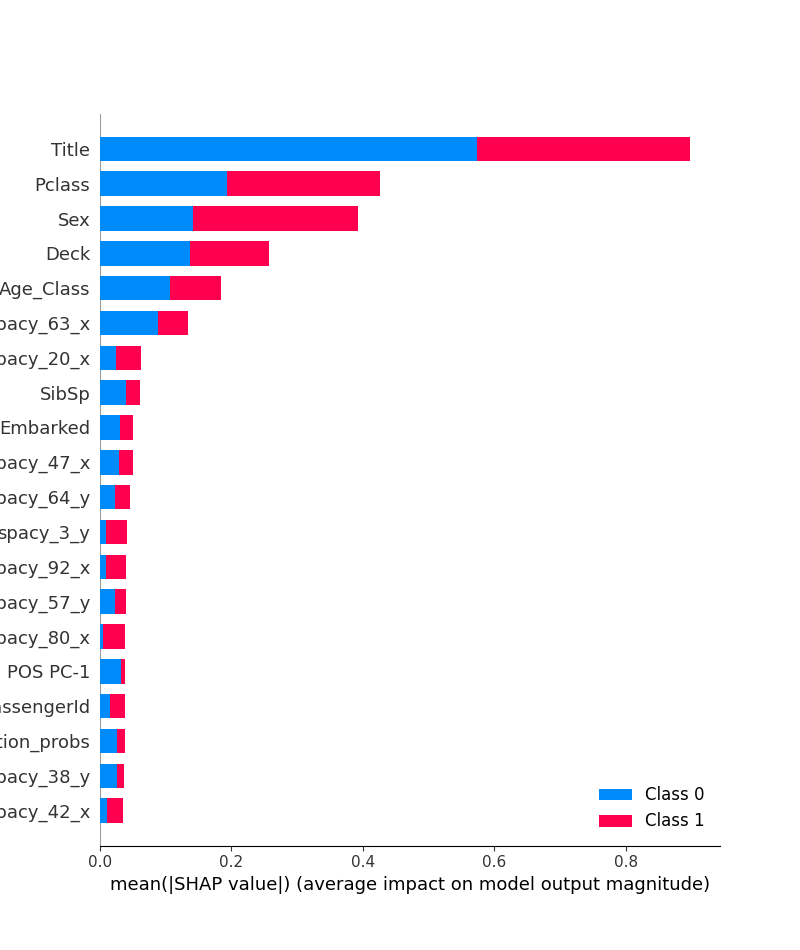 Title
Pclass
Sex
Deck
Age_Class
pacy_63_x
pacy_20_x
SibSp
Embarked
pacy_47_x
pacy_64_y
spacy_3_y
pacy_92_x
pacy_57_y
pacy_80_x
POS PC-1
assengerId
tion_probs
pacy_38_y
pacy_42_x
Class 0
Class 1
0.0 0.2 0.4 0.6 0.8
mean(|SHAP value|) (average impact on model output magnitude)